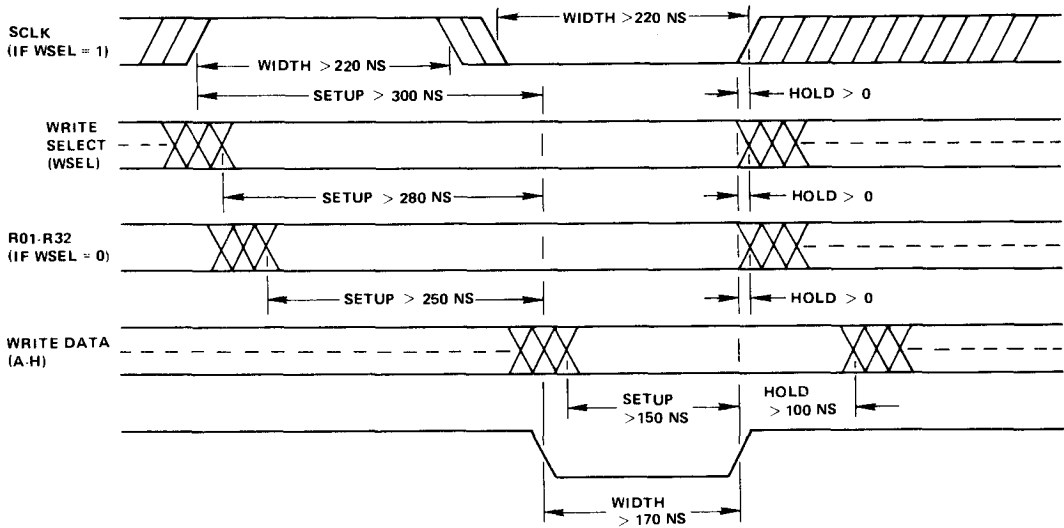 SCLK
(IF WSEL = 1)
WIDTH >220 NS
WIDTH >220 NS
SETUP > 300 NS
HOLD > 0
WRITE
SELECT
(WSEL)
SETUP >280 NS
HOLD > 0
R01-R32
(IF WSEL = 0)
SETUP > 250 NS
HOLD > 0
WRITE DATA
(A-H)
SETUP
>150 NS
HOLD
>100 NS
WIDTH
> 170 NS